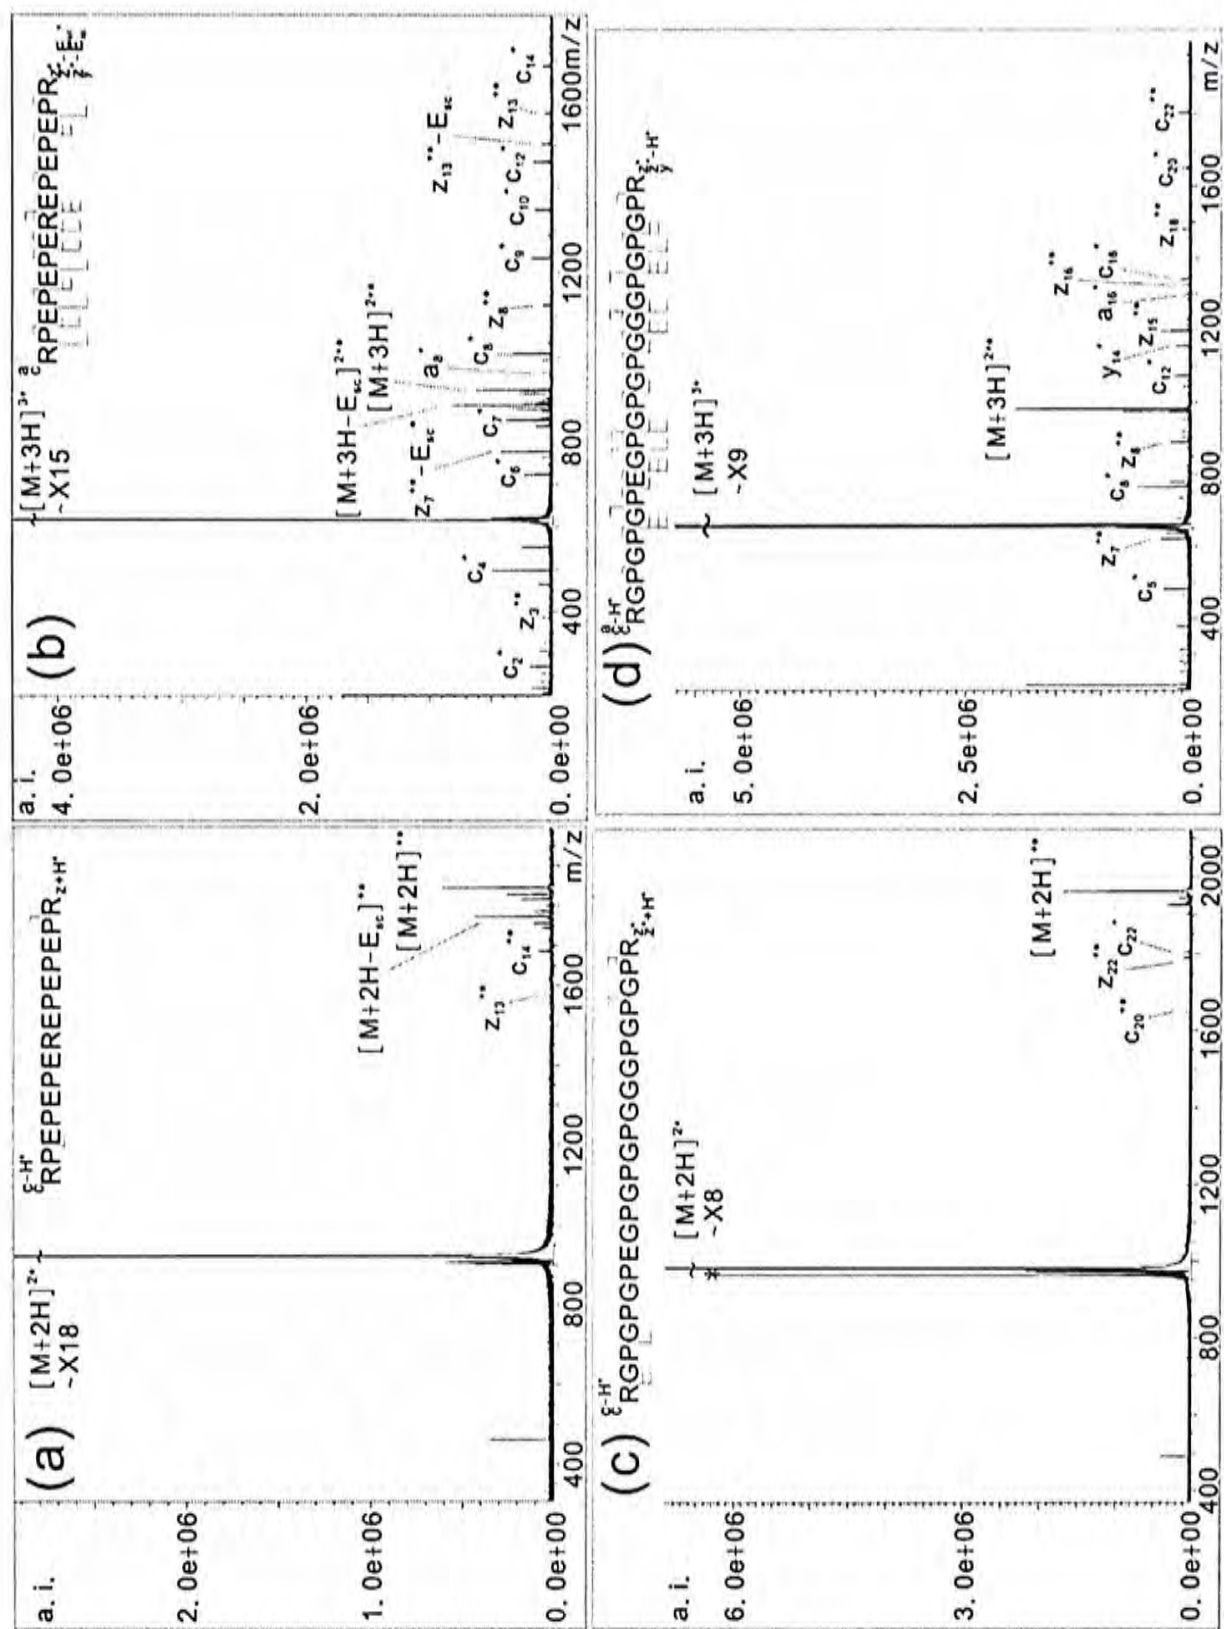 (a)
[M+2H]²⁺
~X18
c c-H•
RPEPEPEREPEPEPR z+H•
a. i.
2. 0e+06
1. 0e+06
0. 0e+00
[M+2H-Esc]⁺•
[M+2H]⁺•
C14⁺•
Z13⁺•
400
800
1200
1600
m/z
(b)
[M+3H]³⁺
~X15
a c
RPEPEPEREPEPEPR
a. i.
4. 0e+06
2. 0e+06
0. 0e+00
[M+3H-Esc]²⁺•
[M+3H]²⁺•
Z7⁺•-Esc
a8⁺
C2⁺
Z3⁺•
C4⁺
C6⁺
C7⁺
C8⁺
Z8⁺•
C9⁺
C10⁺
C12⁺
Z13⁺•-Esc
Z13⁺•
C14⁺
400
800
1200
1600m/z
(c)
c c-H•
RGPGPGPEGPGPGPGGGPGPGPR z• z+H•
[M+2H]²⁺
~X8
*
a. i.
6. 0e+06
3. 0e+06
0. 0e+00
C20⁺•
Z22⁺•
C22⁺
[M+2H]⁺•
400
800
1200
1600
2000
(d)
a c c-H•
RGPGPGPEGPGPGPGGGPGPGPR z• z-H• y
[M+3H]³⁺
~X9
a. i.
5. 0e+06
2. 5e+06
0. 0e+00
[M+3H]²⁺•
C5⁺
Z7⁺•
C8⁺
Z8⁺•
C12⁺
y14⁺
Z15⁺•
a16⁺
Z16⁺•
C16⁺
Z18⁺•
C20⁺
C22⁺•
400
800
1200
1600
m/z